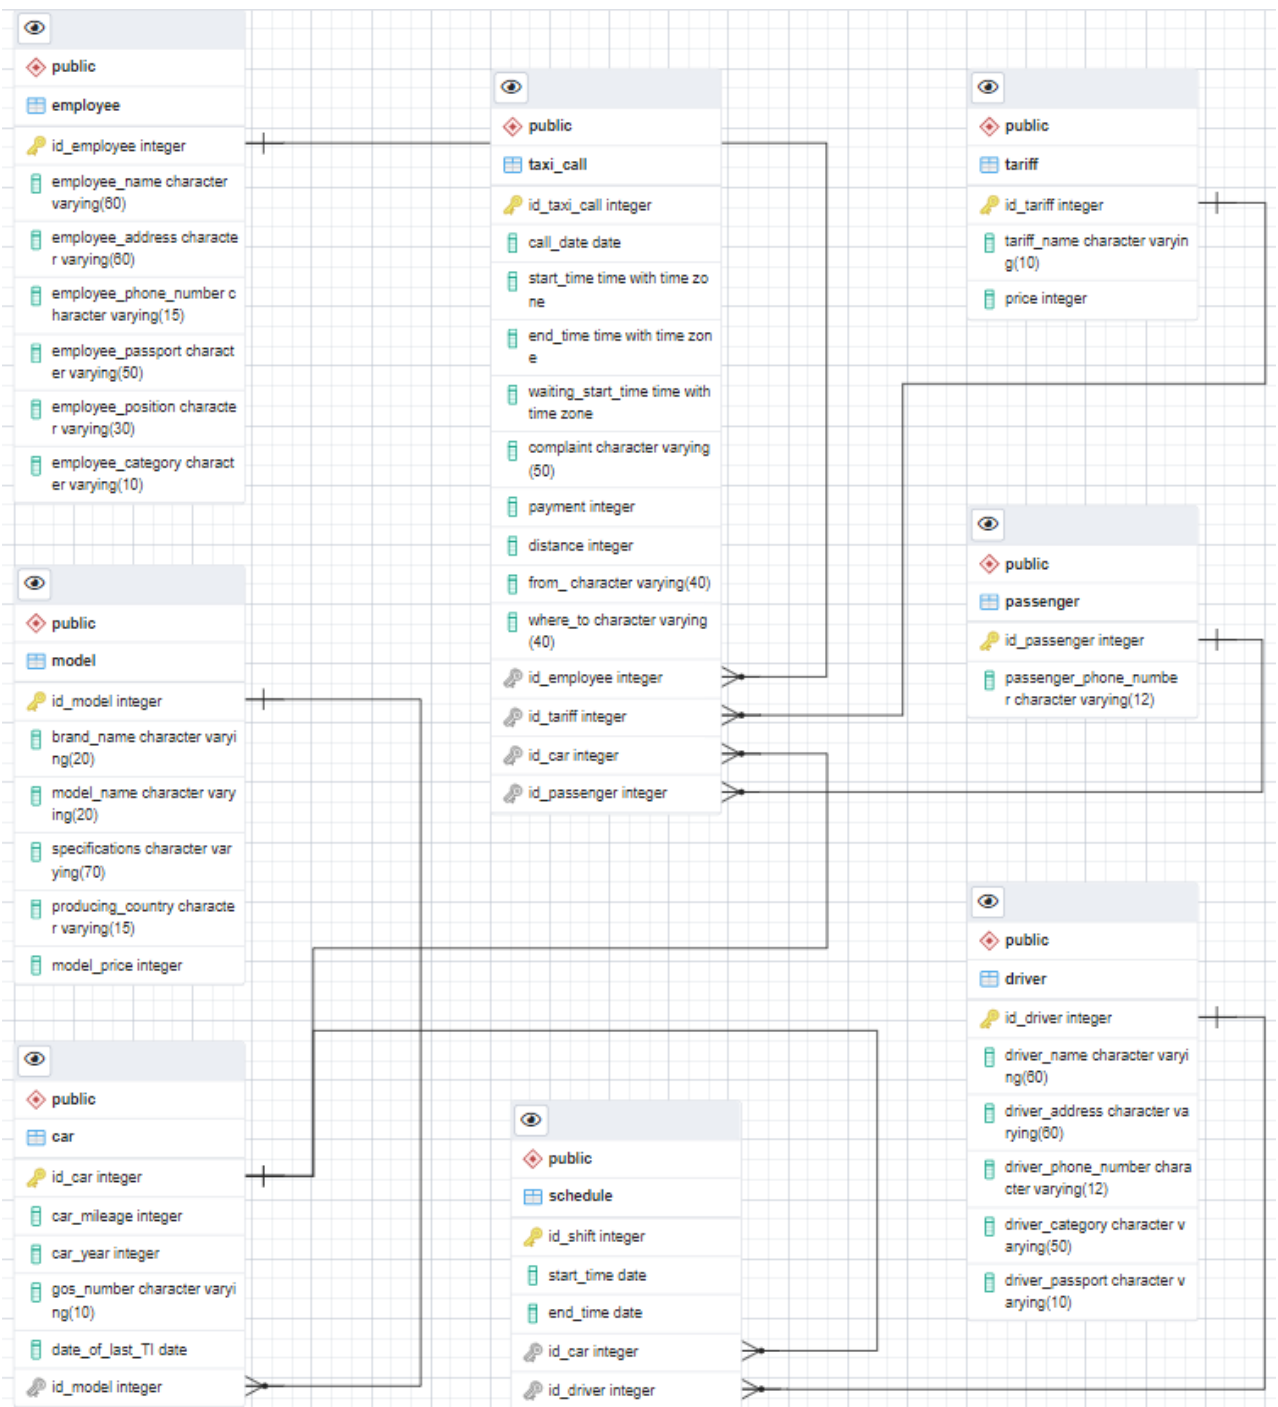 public
employee
id_employee integer
employee_name character
varying(60)
employee_address characte
r varying(60)
employee_phone_number c
haracter varying(15)
employee_passport charact
er varying(50)
employee_position characte
r varying(30)
employee_category charact
er varying(10)
public
model
id_model integer
brand_name character varyi
ng(20)
model_name character vary
ing(20)
specifications character var
ying(70)
producing_country characte
r varying(15)
model_price integer
public
car
id_car integer
car_mileage integer
car_year integer
gos_number character varyi
ng(10)
date_of_last_TI date
id_model integer
public
taxi_call
id_taxi_call integer
call_date date
start_time time with time zo
ne
end_time time with time zon
e
waiting_start_time time with
time zone
complaint character varying
(50)
payment integer
distance integer
from_ character varying(40)
where_to character varying
(40)
id_employee integer
id_tariff integer
id_car integer
id_passenger integer
public
schedule
id_shift integer
start_time date
end_time date
id_car integer
id_driver integer
public
tariff
id_tariff integer
tariff_name character varyin
g(10)
price integer
public
passenger
id_passenger integer
passenger_phone_numbe
r character varying(12)
public
driver
id_driver integer
driver_name character varyi
ng(60)
driver_address character va
rying(60)
driver_phone_number chara
cter varying(12)
driver_category character v
arying(50)
driver_passport character v
arying(10)